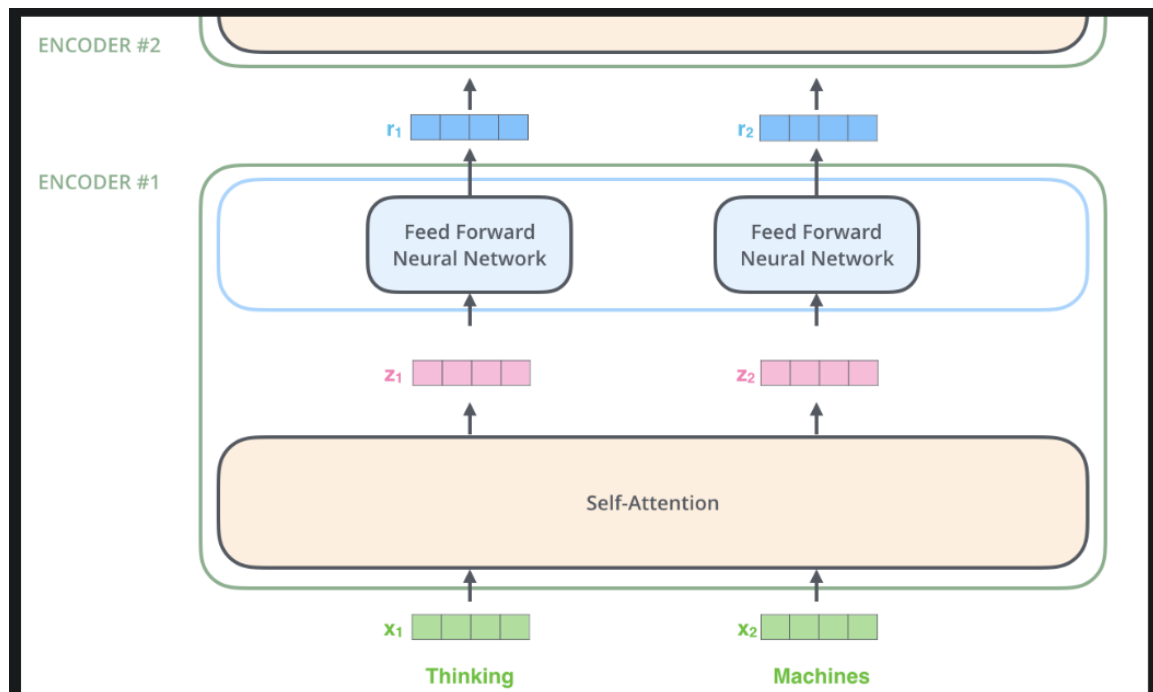 ENCODER #2
r₁
r₂
ENCODER #1
Feed Forward
Neural Network
Feed Forward
Neural Network
z₁
z₂
Self-Attention
x₁
x₂
Thinking
Machines